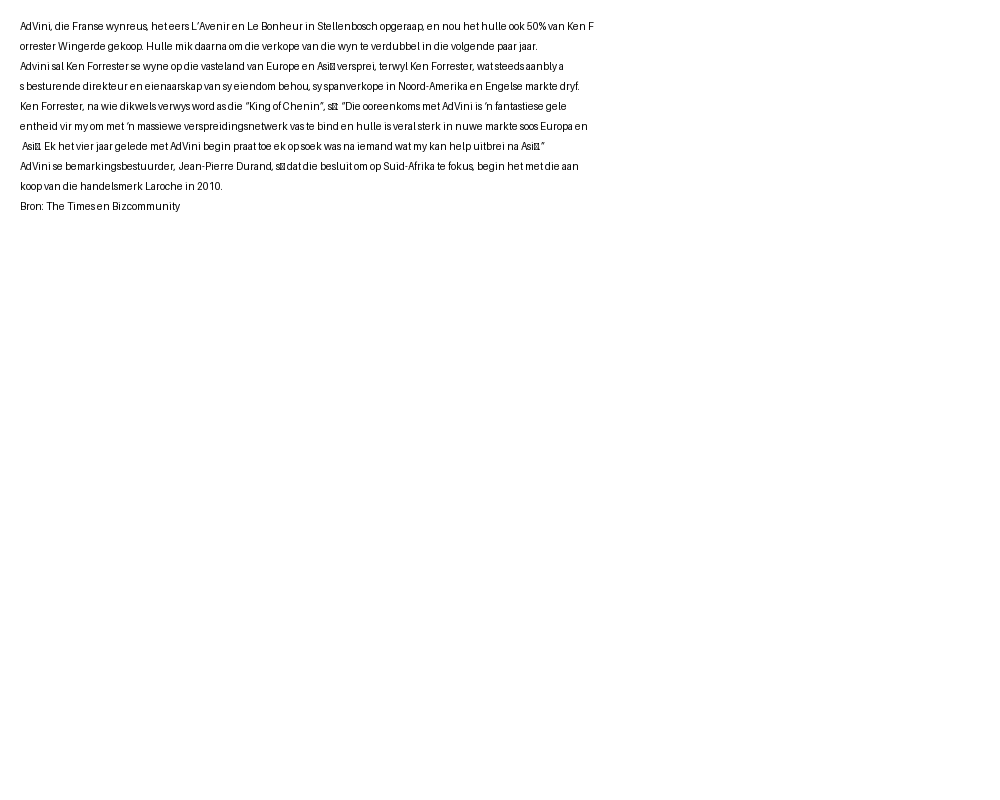 AdVini, die Franse wynreus, het eers L’Avenir en Le Bonheur in Stellenbosch opgeraap, en nou het hulle ook 50% van Ken F
orrester Wingerde gekoop. Hulle mik daarna om die verkope van die wyn te verdubbel in die volgende paar jaar.
Advini sal Ken Forrester se wyne op die vasteland van Europe en Asi□ versprei, terwyl Ken Forrester, wat steeds aanbly a
s besturende direkteur en eienaarskap van sy eiendom behou, sy spanverkope in Noord-Amerika en Engelse markte dryf.
Ken Forrester, na wie dikwels verwys word as die “King of Chenin”, s□: “Die ooreenkoms met AdVini is ‘n fantastiese gele
entheid vir my om met ‘n massiewe verspreidingsnetwerk vas te bind en hulle is veral sterk in nuwe markte soos Europa en
Asi□. Ek het vier jaar gelede met AdVini begin praat toe ek op soek was na iemand wat my kan help uitbrei na Asi□.”
AdVini se bemarkingsbestuurder, Jean-Pierre Durand, s□ dat die besluit om op Suid-Afrika te fokus, begin het met die aan
koop van die handelsmerk Laroche in 2010.
Bron: The Times en Bizcommunity